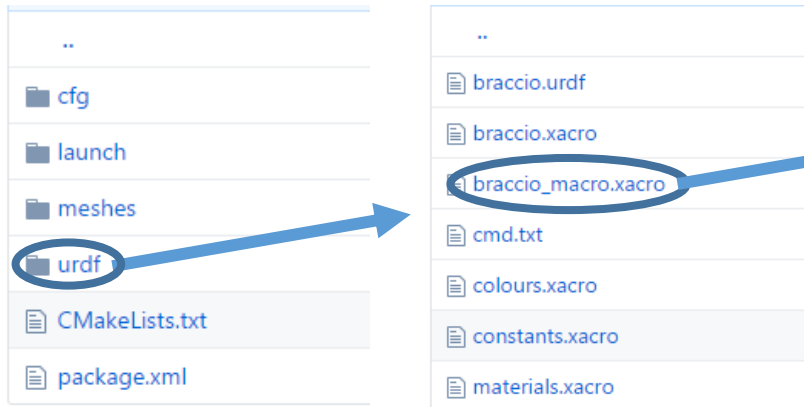 ..
cfg
launch
meshes
urdf
CMakeLists.txt
package.xml
..
braccio.urdf
braccio.xacro
braccio_macro.xacro
cmd.txt
colours.xacro
constants.xacro
materials.xacro